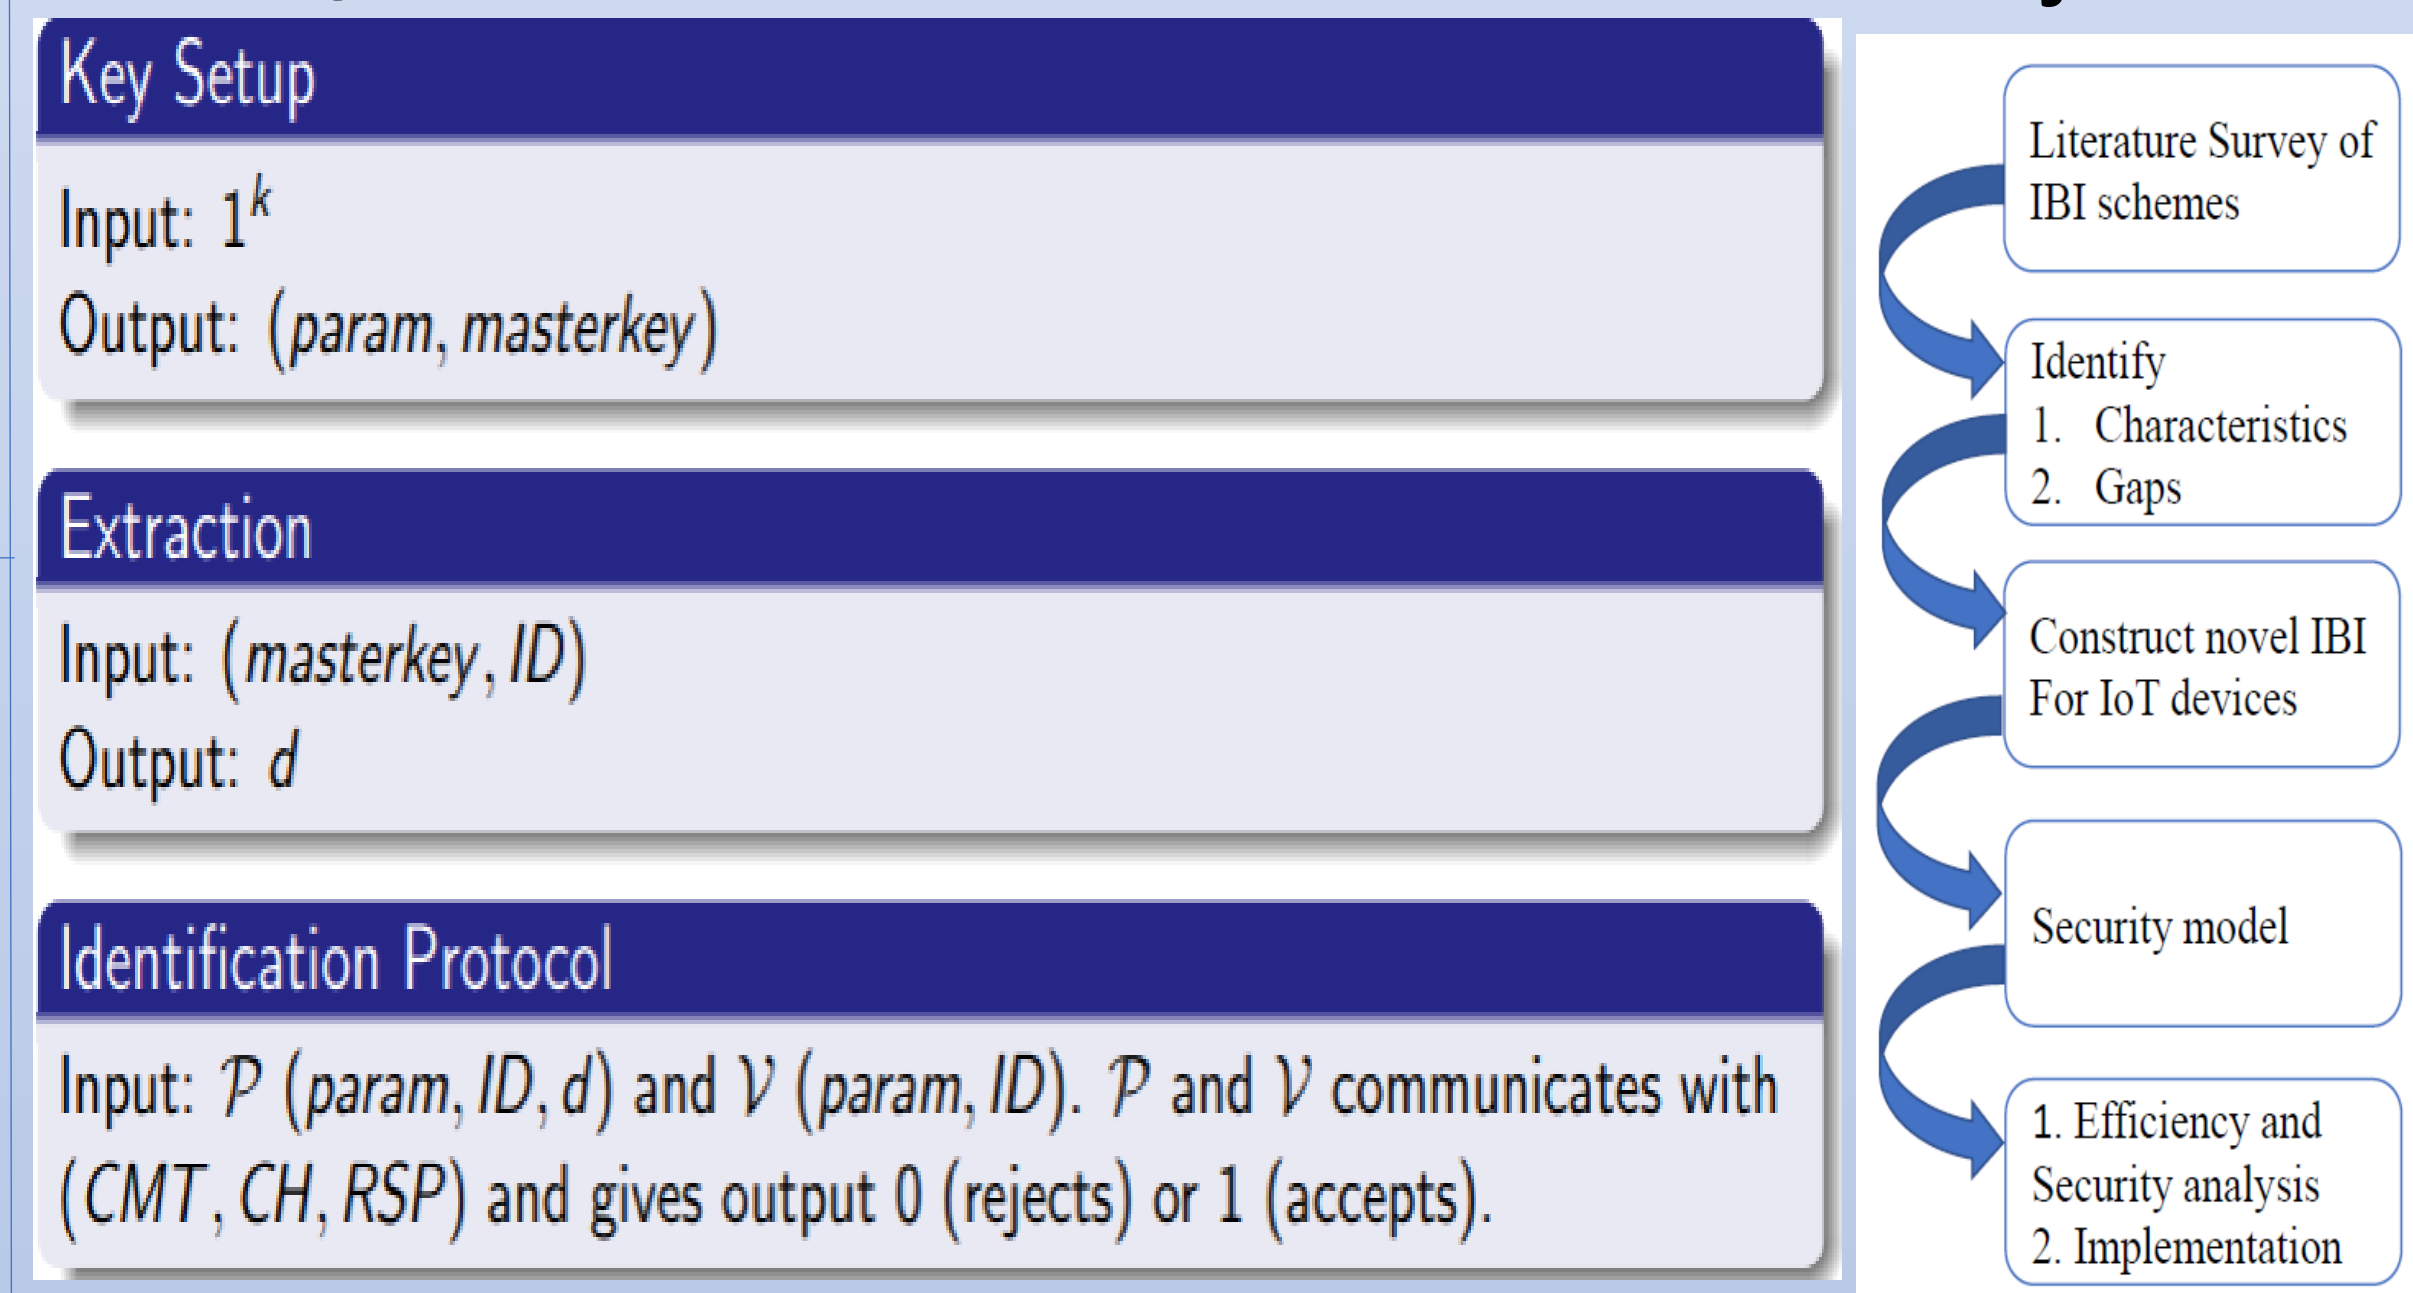 Key Setup
Input: 1^k
Output: (param, masterkey)
Extraction
Input: (masterkey, ID)
Output: d
Identification Protocol
Input: 𝒫 (param, ID, d) and 𝒱 (param, ID). 𝒫 and 𝒱 communicates with
(CMT, CH, RSP) and gives output 0 (rejects) or 1 (accepts).
Literature Survey of
IBI schemes
Identify
1. Characteristics
2. Gaps
Construct novel IBI
For IoT devices
Security model
1. Efficiency and
Security analysis
2. Implementation